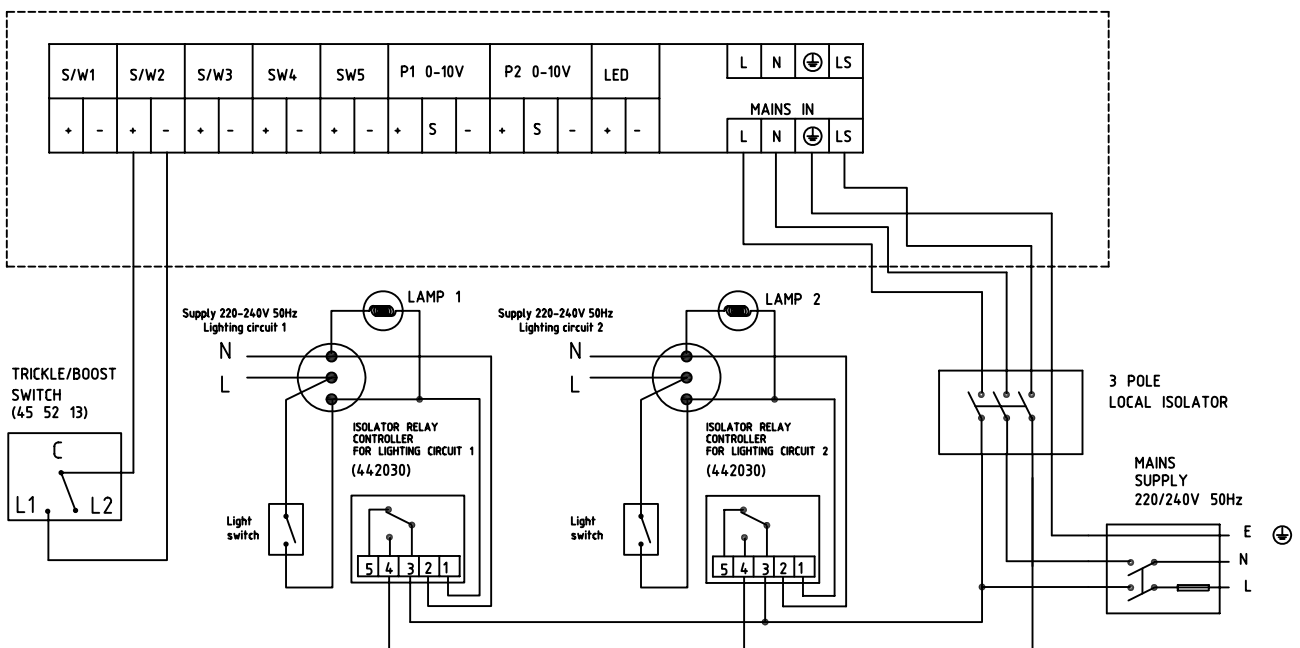 S/W1 S/W2 S/W3 SW4 SW5 P1 0-10V P2 0-10V LED
+ - + - + - + - + - + S - + S - + -
L N LS
MAINS IN
L N LS
LAMP 1
Supply 220-240V 50Hz
Lighting circuit 1
N
L
ISOLATOR RELAY
CONTROLLER
FOR LIGHTING CIRCUIT 1
(442030)
Light
switch
5 4 3 2 1
LAMP 2
Supply 220-240V 50Hz
Lighting circuit 2
N
L
ISOLATOR RELAY
CONTROLLER
FOR LIGHTING CIRCUIT 2
(442030)
Light
switch
5 4 3 2 1
TRICKLE/BOOST
SWITCH
(45 52 13)
C
L1 L2
3 POLE
LOCAL ISOLATOR
MAINS
SUPPLY
220/240V 50Hz
E
N
L